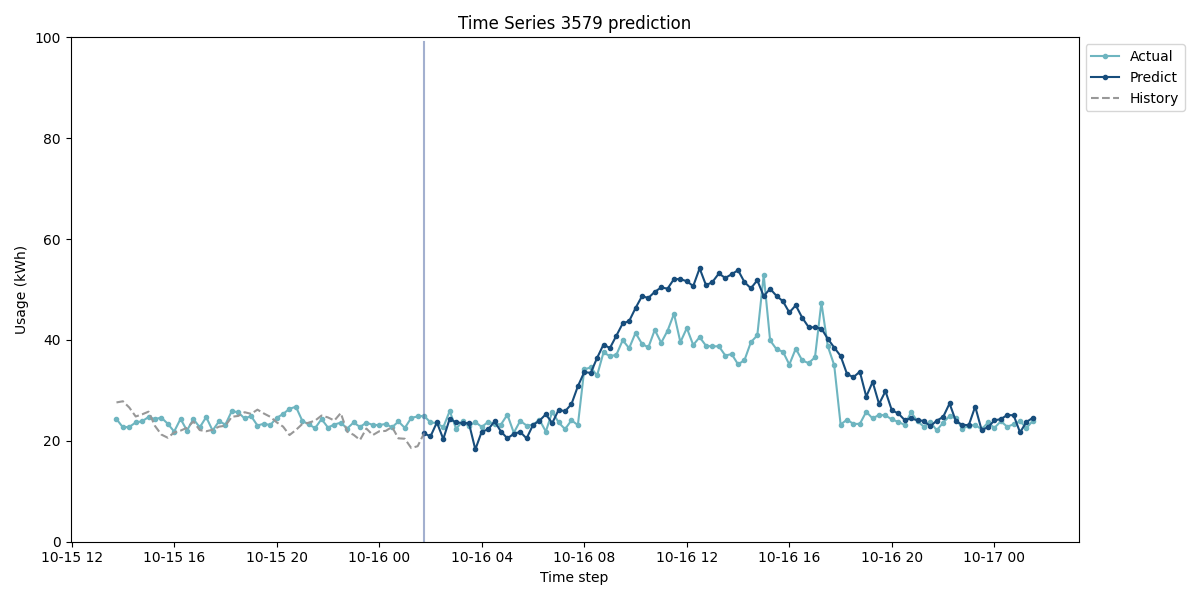 Time Series 3579 prediction
Actual
Predict
History
Usage (kWh)
100
80
60
40
20
0
10-15 12
10-15 16
10-15 20
10-16 00
10-16 04
10-16 08
10-16 12
10-16 16
10-16 20
10-17 00
Time step